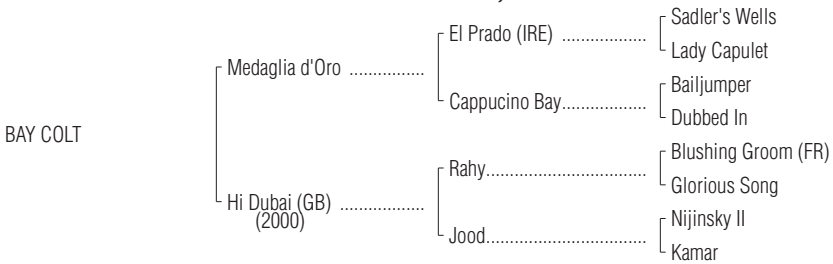 Sadler's Wells
El Prado (IRE) ..................
Lady Capulet
Medaglia d'Oro ................
Bailjumper
Cappucino Bay..................
Dubbed In
BAY COLT
Blushing Groom (FR)
Rahy..................................
Glorious Song
Hi Dubai (GB) ..................
(2000)
Nijinsky II
Jood..................................
Kamar